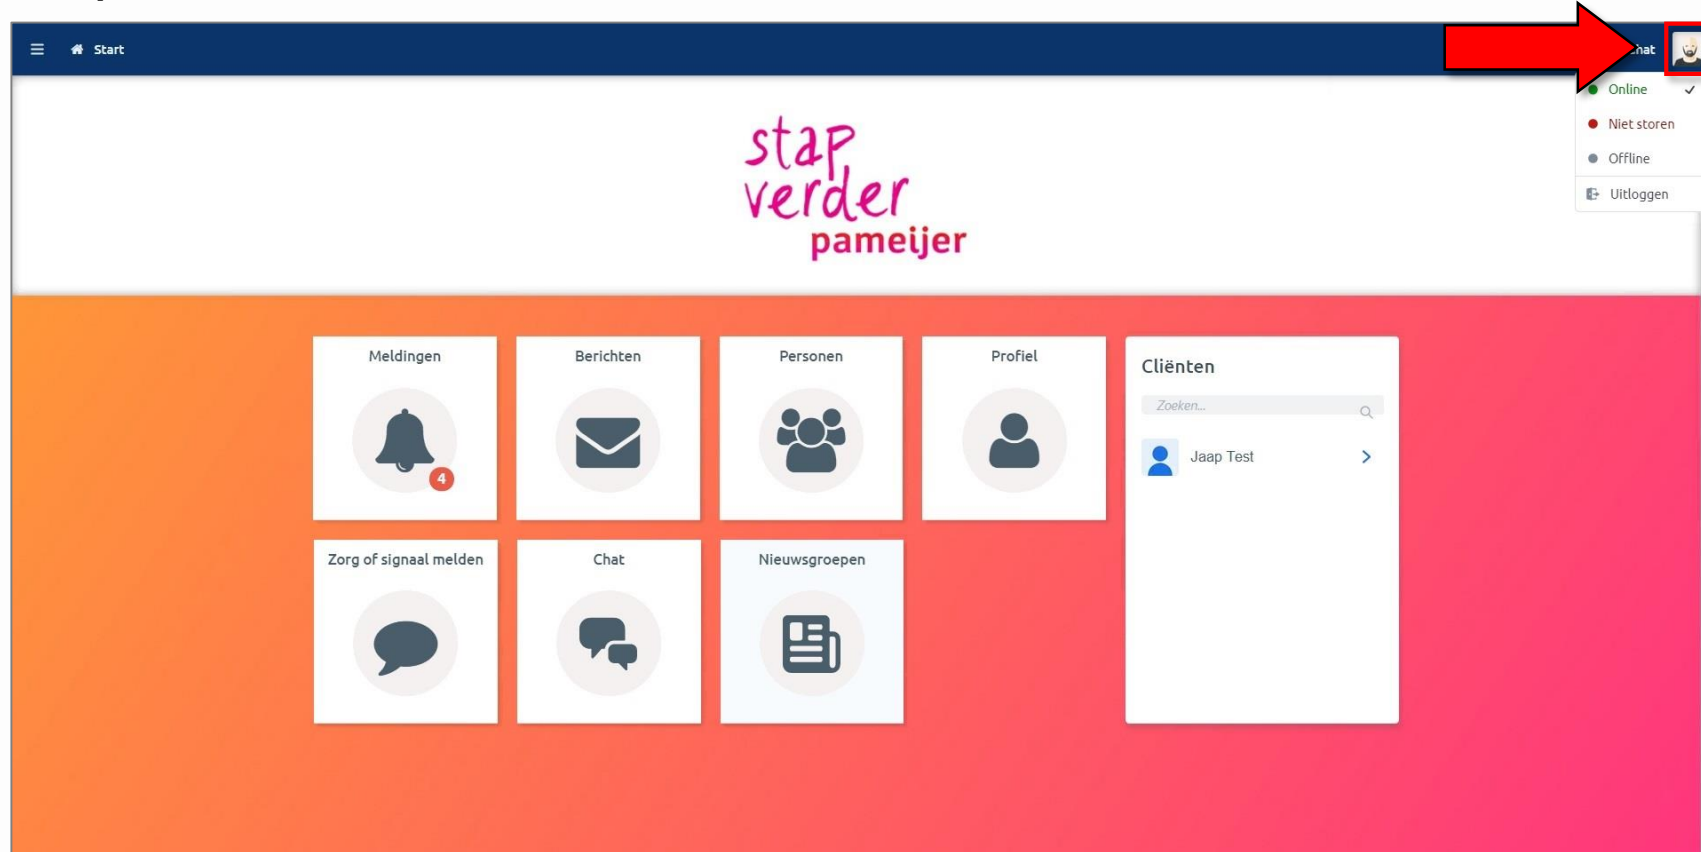 Start
Online
Niet storen
Offline
Uitloggen
stap
verder
pameijer
Meldingen
Berichten
Personen
Profiel
4
Cliënten
Zoeken...
Jaap Test
Zorg of signaal melden
Chat
Nieuwsgroepen